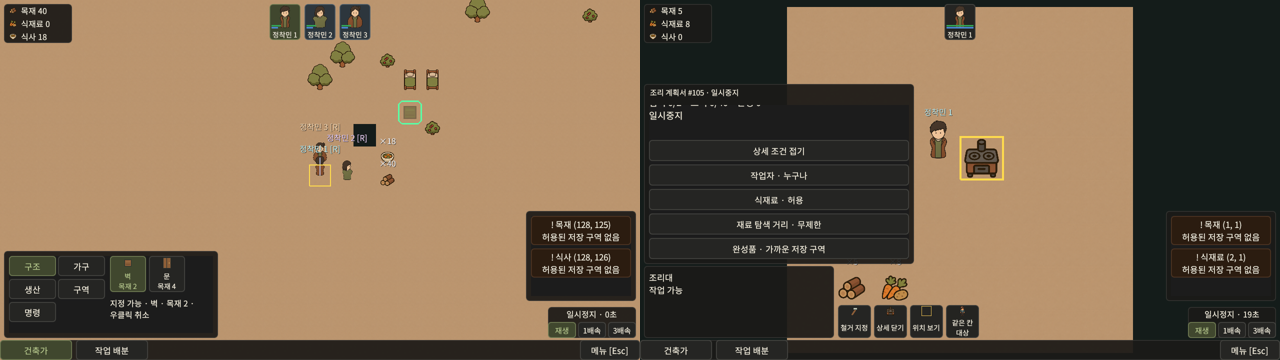 목재 40
식재료 0
식사 18
정착민 1
정착민 2
정착민 3
정착민 3 [R]
정착민 2 [R]
×18
×40
! 목재 (128, 125)
허용된 저장 구역 없음
! 식사 (128, 126)
허용된 저장 구역 없음
구조
가구
생산
구역
명령
벽
목재 2
문
목재 4
지정 가능 · 벽 · 목재 2 ·
우클릭 취소
일시정지 · 0초
재생
1배속
3배속
건축가
작업 배분
메뉴 [Esc]
목재 5
식재료 8
식사 0
정착민 1
조리 계획서 #105 · 일시중지
일시중지
상세 조건 접기
작업자 · 누구나
식재료 · 허용
재료 탐색 거리 · 무제한
완성품 · 가까운 저장 구역
정착민 1
조리대
작업 가능
철거 지정
상세 닫기
위치 보기
같은 칸
대상
! 목재 (1, 1)
허용된 저장 구역 없음
! 식재료 (2, 1)
허용된 저장 구역 없음
일시정지 · 19초
재생
1배속
3배속
건축가
작업 배분
메뉴 [Esc]